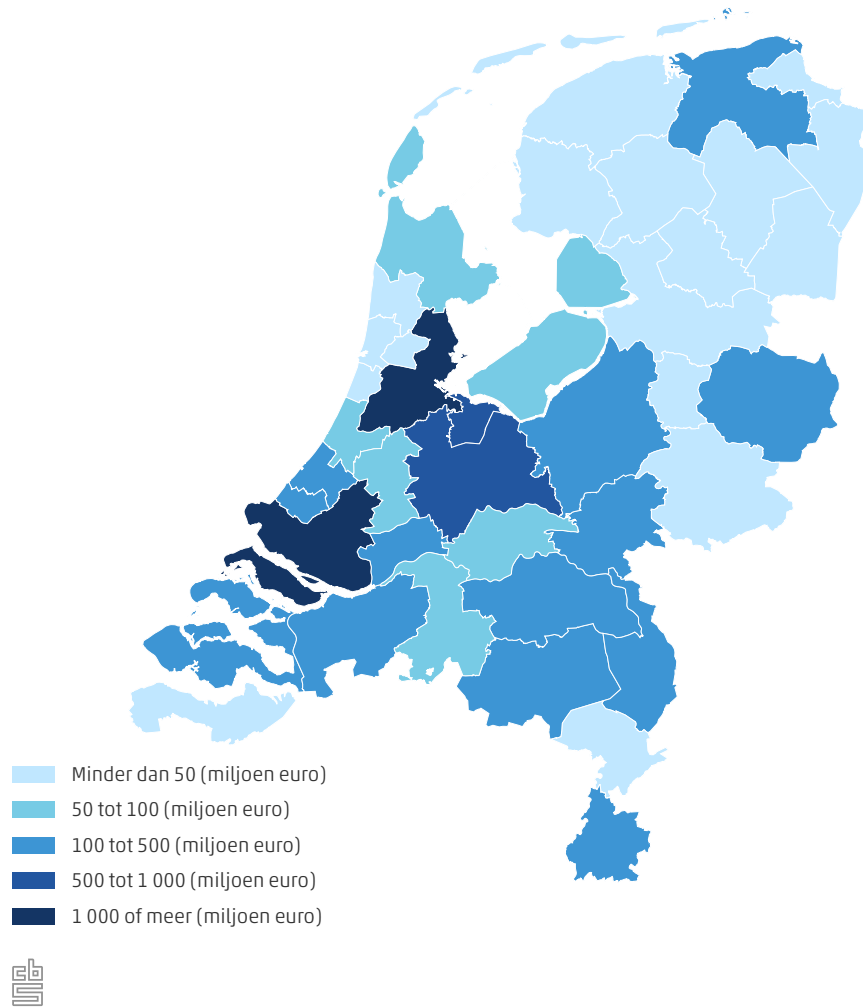 Minder dan 50 (miljoen euro)
50 tot 100 (miljoen euro)
100 tot 500 (miljoen euro)
500 tot 1 000 (miljoen euro)
1 000 of meer (miljoen euro)
cbs